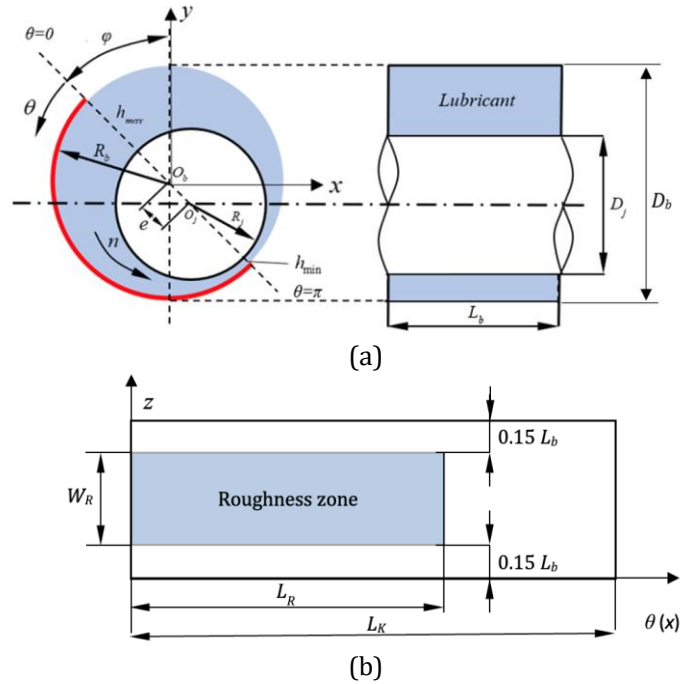 θ=0
φ
y
θ
h_max
R_b
O_b
x
e
O_j
R_j
n
h_min
θ=π
Lubricant
D_j
D_b
L_b
(a)
z
0.15 L_b
W_R
Roughness zone
0.15 L_b
L_R
L_K
θ (x)
(b)